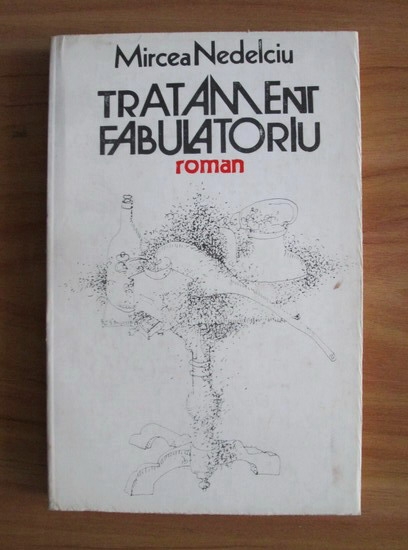 Mircea Nedelciu
TRATAMENT
FABULATORIU
roman